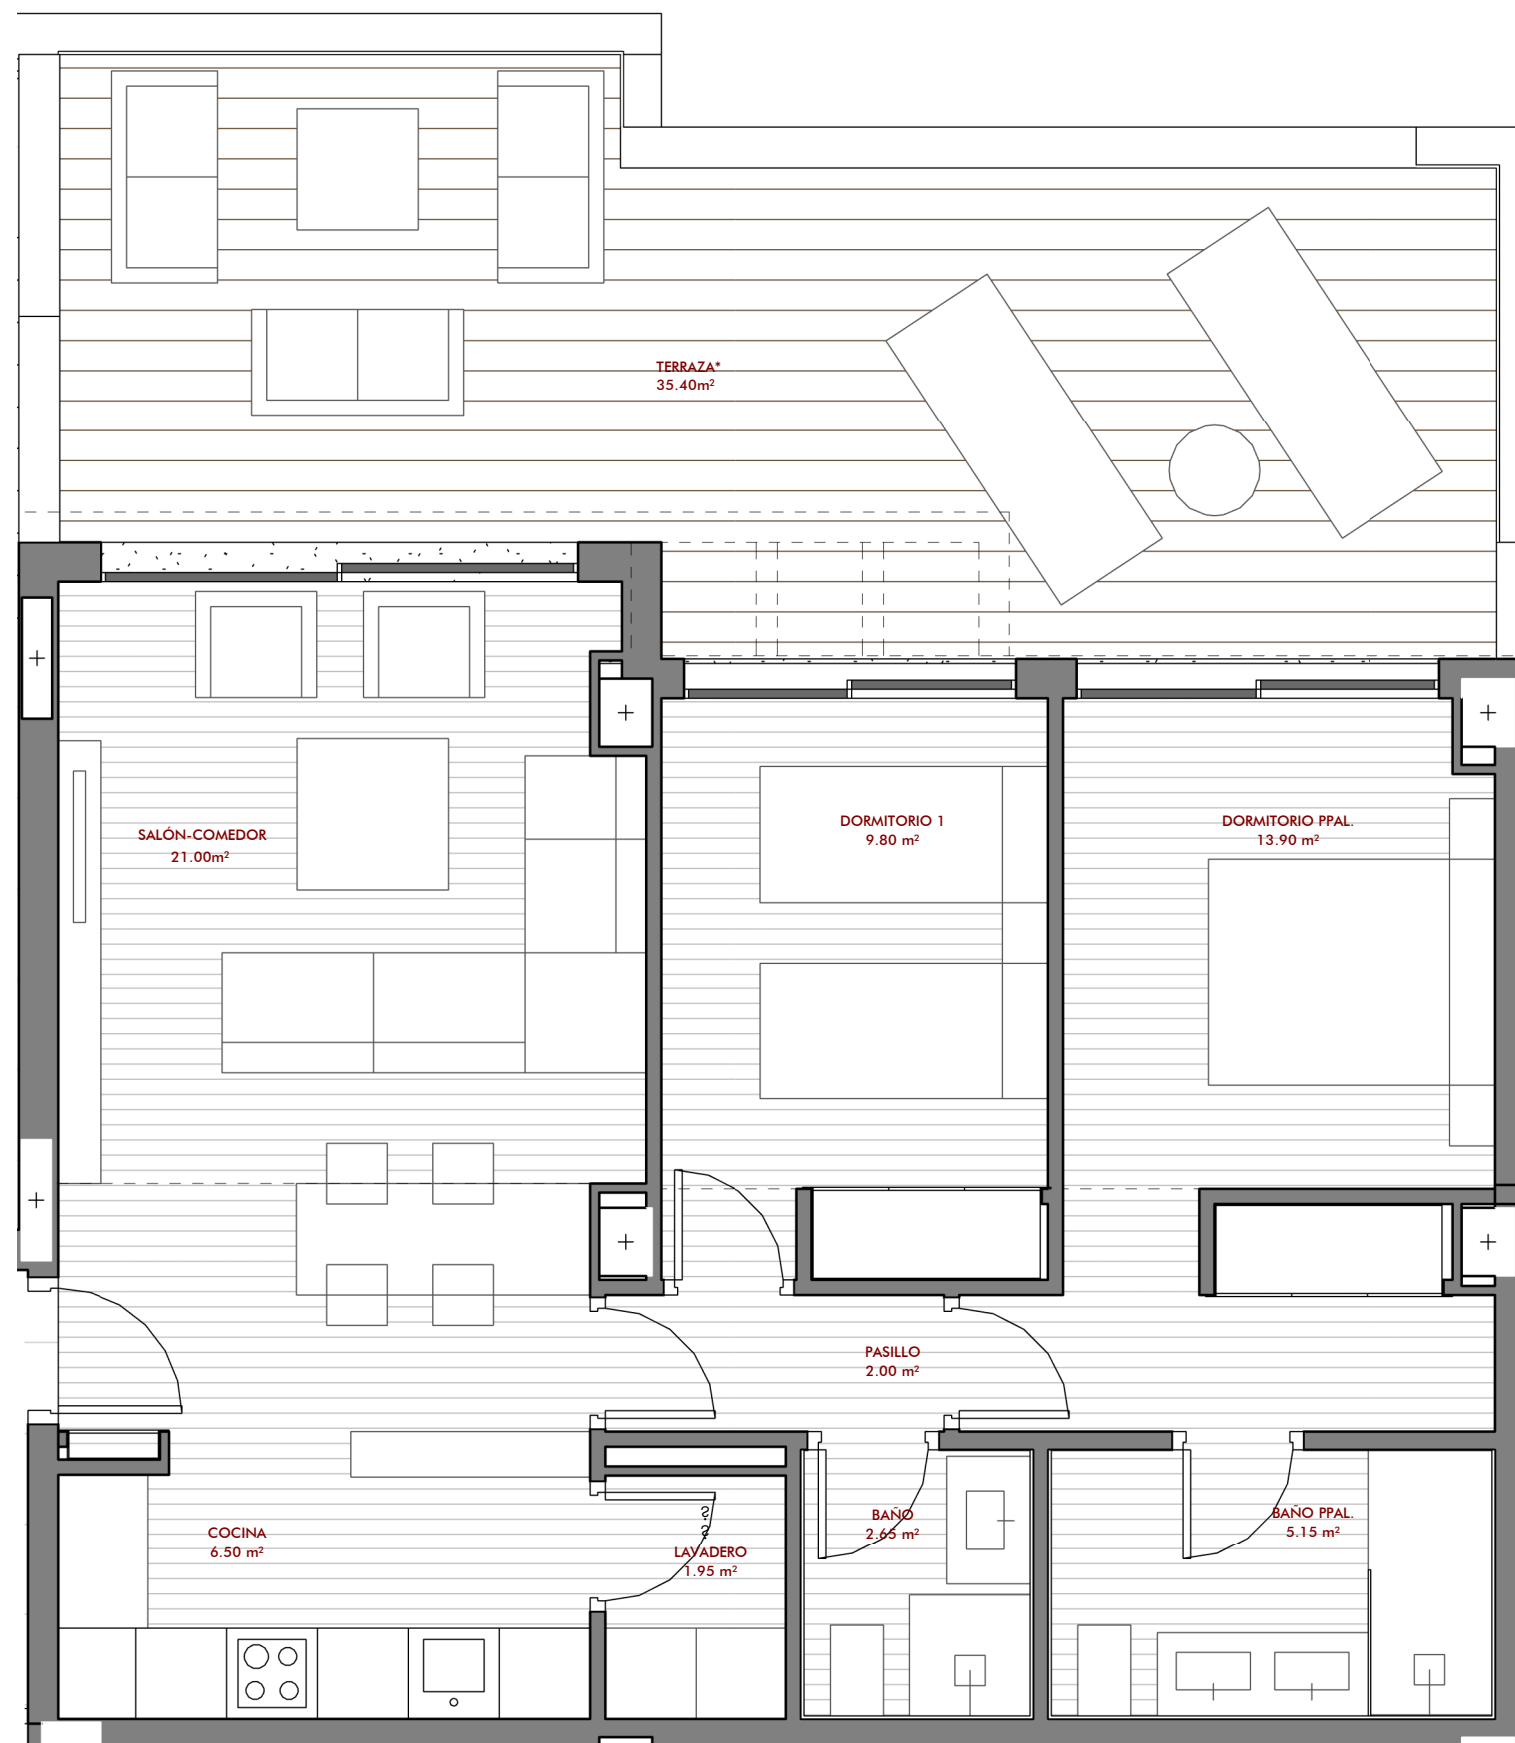 TERRAZA*
35.40m²
SALÓN-COMEDOR
21.00m²
DORMITORIO 1
9.80 m²
DORMITORIO PPAL.
13.90 m²
PASILLO
2.00 m²
COCINA
6.50 m²
LAVADERO
1.95 m²
BAÑO
2.65 m²
BAÑO PPAL.
5.15 m²